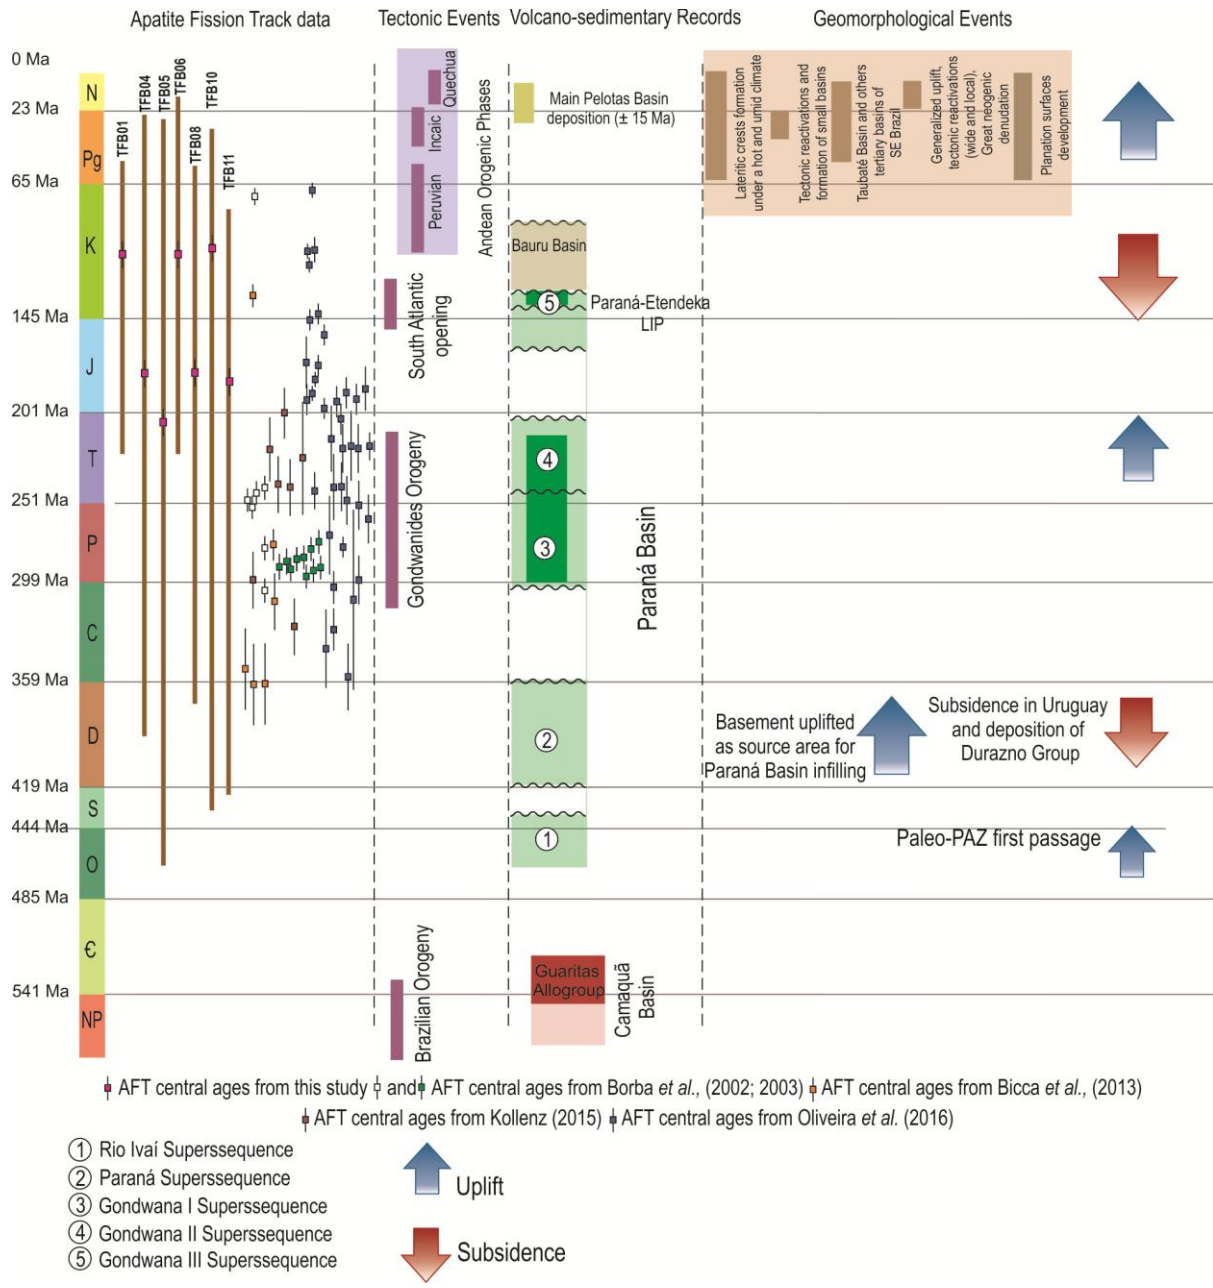 Apatite Fission Track data
Tectonic Events
Volcano-sedimentary Records
Geomorphological Events
0 Ma
23 Ma
65 Ma
145 Ma
201 Ma
251 Ma
299 Ma
359 Ma
419 Ma
444 Ma
485 Ma
541 Ma
N
Pg
K
J
T
P
C
D
S
O
€
NP
TFB01
TFB04
TFB05
TFB06
TFB08
TFB10
TFB11
Quechua
Incaic
Peruvian
Andean Orogenic Phases
South Atlantic
opening
Gondwanides Orogeny
Brazilian Orogeny
Main Pelotas Basin
deposition (± 15 Ma)
Bauru Basin
5
Paraná-Etendeka
LIP
4
3
Paraná Basin
2
1
Guaritas
Allogroup
Camaquã
Basin
Lateritic crests formation
under a hot and umid climate
Tectonic reactivations and
formation of small basins
Taubaté Basin and others
tertiary basins of
SE Brazil
Generalized uplift,
tectonic reactivations
(wide and local),
Great neogenic
denudation
Planation surfaces
development
Basement uplifted
as source area for
Paraná Basin infilling
Subsidence in Uruguay
and deposition of
Durazno Group
Paleo-PAZ first passage
AFT central ages from this study and AFT central ages from Borba et al., (2002; 2003) AFT central ages from Bicca et al., (2013)
AFT central ages from Kollenz (2015) AFT central ages from Oliveira et al. (2016)
1 Rio Ivaí Superssequence
2 Paraná Superssequence
3 Gondwana I Superssequence
4 Gondwana II Superssequence
5 Gondwana III Superssequence
Uplift
Subsidence